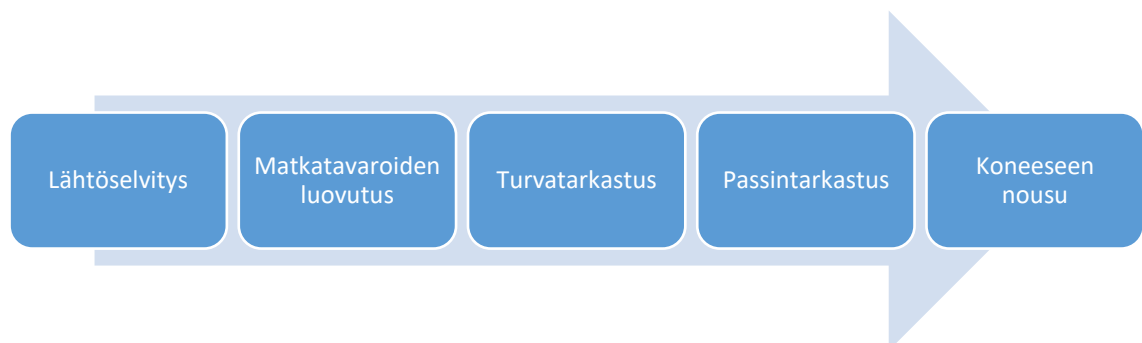 Lähtöselvitys
Matkatavaroiden
luovutus
Turvatarkastus
Passintarkastus
Koneeseen
nousu